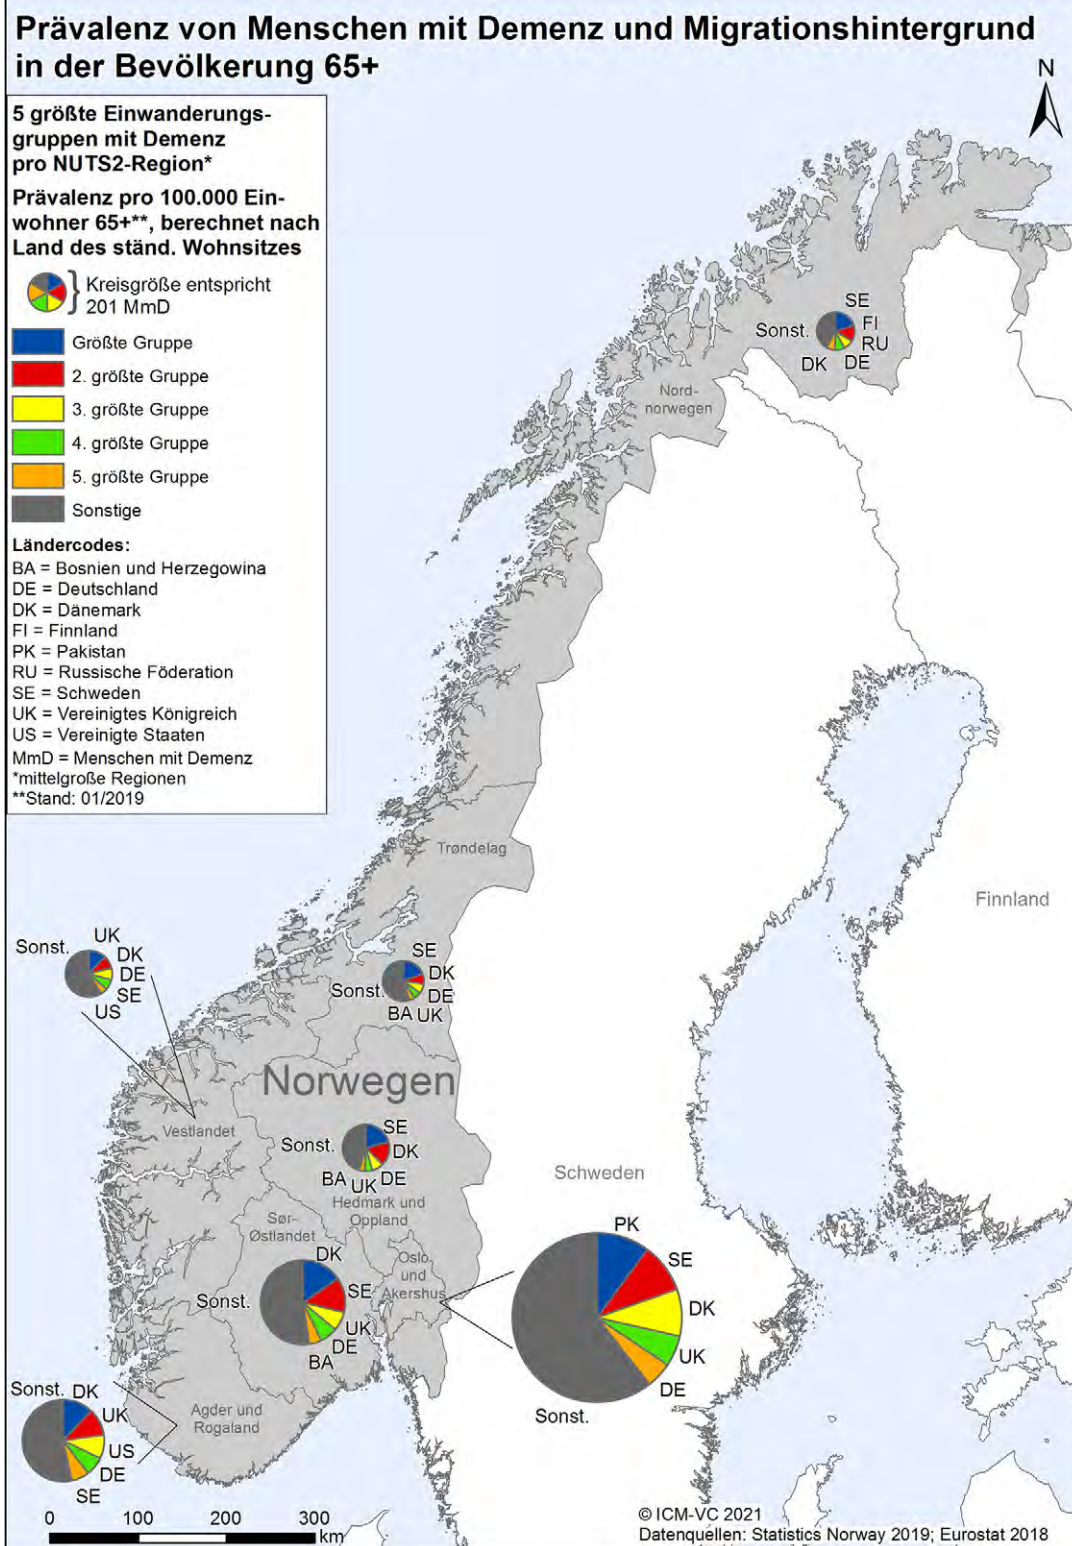 Prävalenz von Menschen mit Demenz und Migrationshintergrund
in der Bevölkerung 65+
N
5 größte Einwanderungs-
gruppen mit Demenz
pro NUTS2-Region*
Prävalenz pro 100.000 Ein-
wohner 65+**, berechnet nach
Land des ständ. Wohnsitzes
Kreisgröße entspricht
201 MmD
Größte Gruppe
2. größte Gruppe
3. größte Gruppe
4. größte Gruppe
5. größte Gruppe
Sonstige
Ländercodes:
BA = Bosnien und Herzegowina
DE = Deutschland
DK = Dänemark
FI = Finnland
PK = Pakistan
RU = Russische Föderation
SE = Schweden
UK = Vereinigtes Königreich
US = Vereinigte Staaten
MmD = Menschen mit Demenz
*mittelgroße Regionen
**Stand: 01/2019
SE
Sonst.
FI
RU
DK
DE
Nord-
norwegen
Trøndelag
Finnland
UK
Sonst.
DK
DE
SE
US
SE
DK
Sonst.
DE
BA
UK
Norwegen
Vestlandet
SE
Sonst.
DK
BA
UK
DE
Hedmark und
Oppland
Schweden
Sør-
Østlandet
DK
SE
Sonst.
UK
DE
BA
Oslo
und
Akershus
PK
SE
DK
UK
DE
Sonst.
Sonst.
DK
UK
US
DE
SE
Agder und
Rogaland
0
100
200
300
km
© ICM-VC 2021
Datenquellen: Statistics Norway 2019; Eurostat 2018